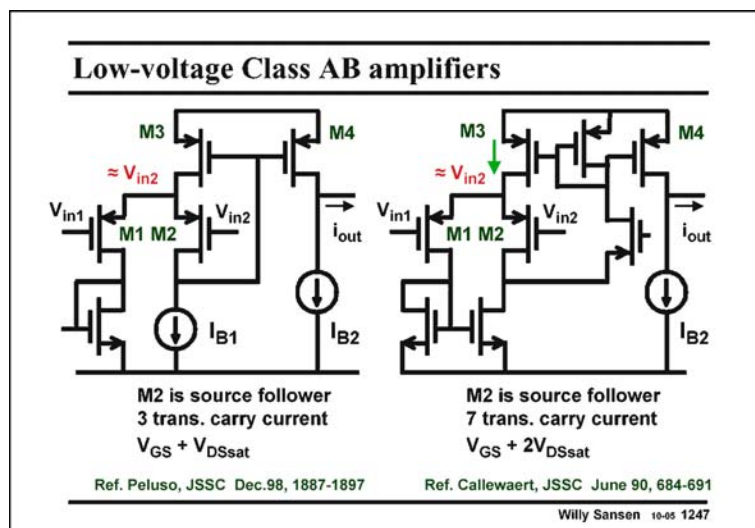 Low-voltage Class AB amplifiers
M3
M4
≈ Vin2
Vin1
M1 M2
Vin2
iout
IB1
IB2
M2 is source follower
3 trans. carry current
VGS + VDSsat
Ref. Peluso, JSSC Dec.98, 1887-1897
M3
M4
≈ Vin2
Vin1
M1 M2
Vin2
iout
IB2
M2 is source follower
7 trans. carry current
VGS + 2VDSsat
Ref. Callewaert, JSSC June 90, 684-691
Willy Sansen 10-05 1247